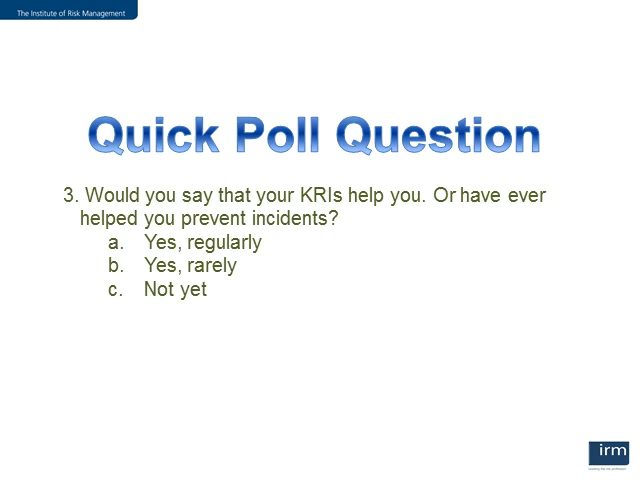 The Institute of Risk Management
Quick Poll Question
3. Would you say that your KRIs help you. Or have ever
helped you prevent incidents?
a. Yes, regularly
b. Yes, rarely
c. Not yet
irm